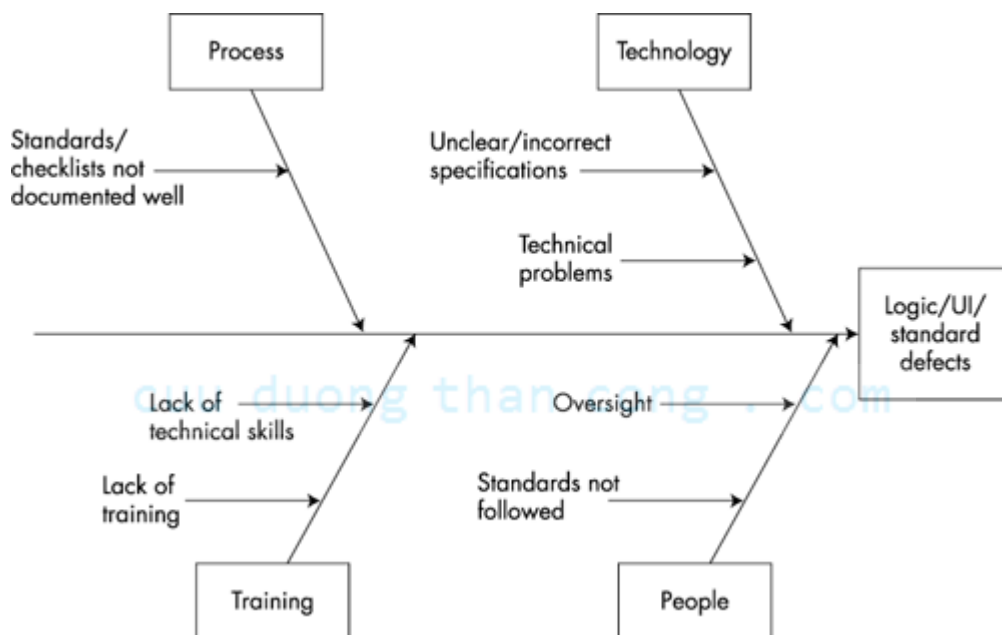 Process
Technology
Standards/
checklists not
documented well
Unclear/incorrect
specifications
Technical
problems
Logic/UI/
standard
defects
cuu duong than cong . com
Lack of
technical skills
Oversight
Lack of
training
Standards not
followed
Training
People